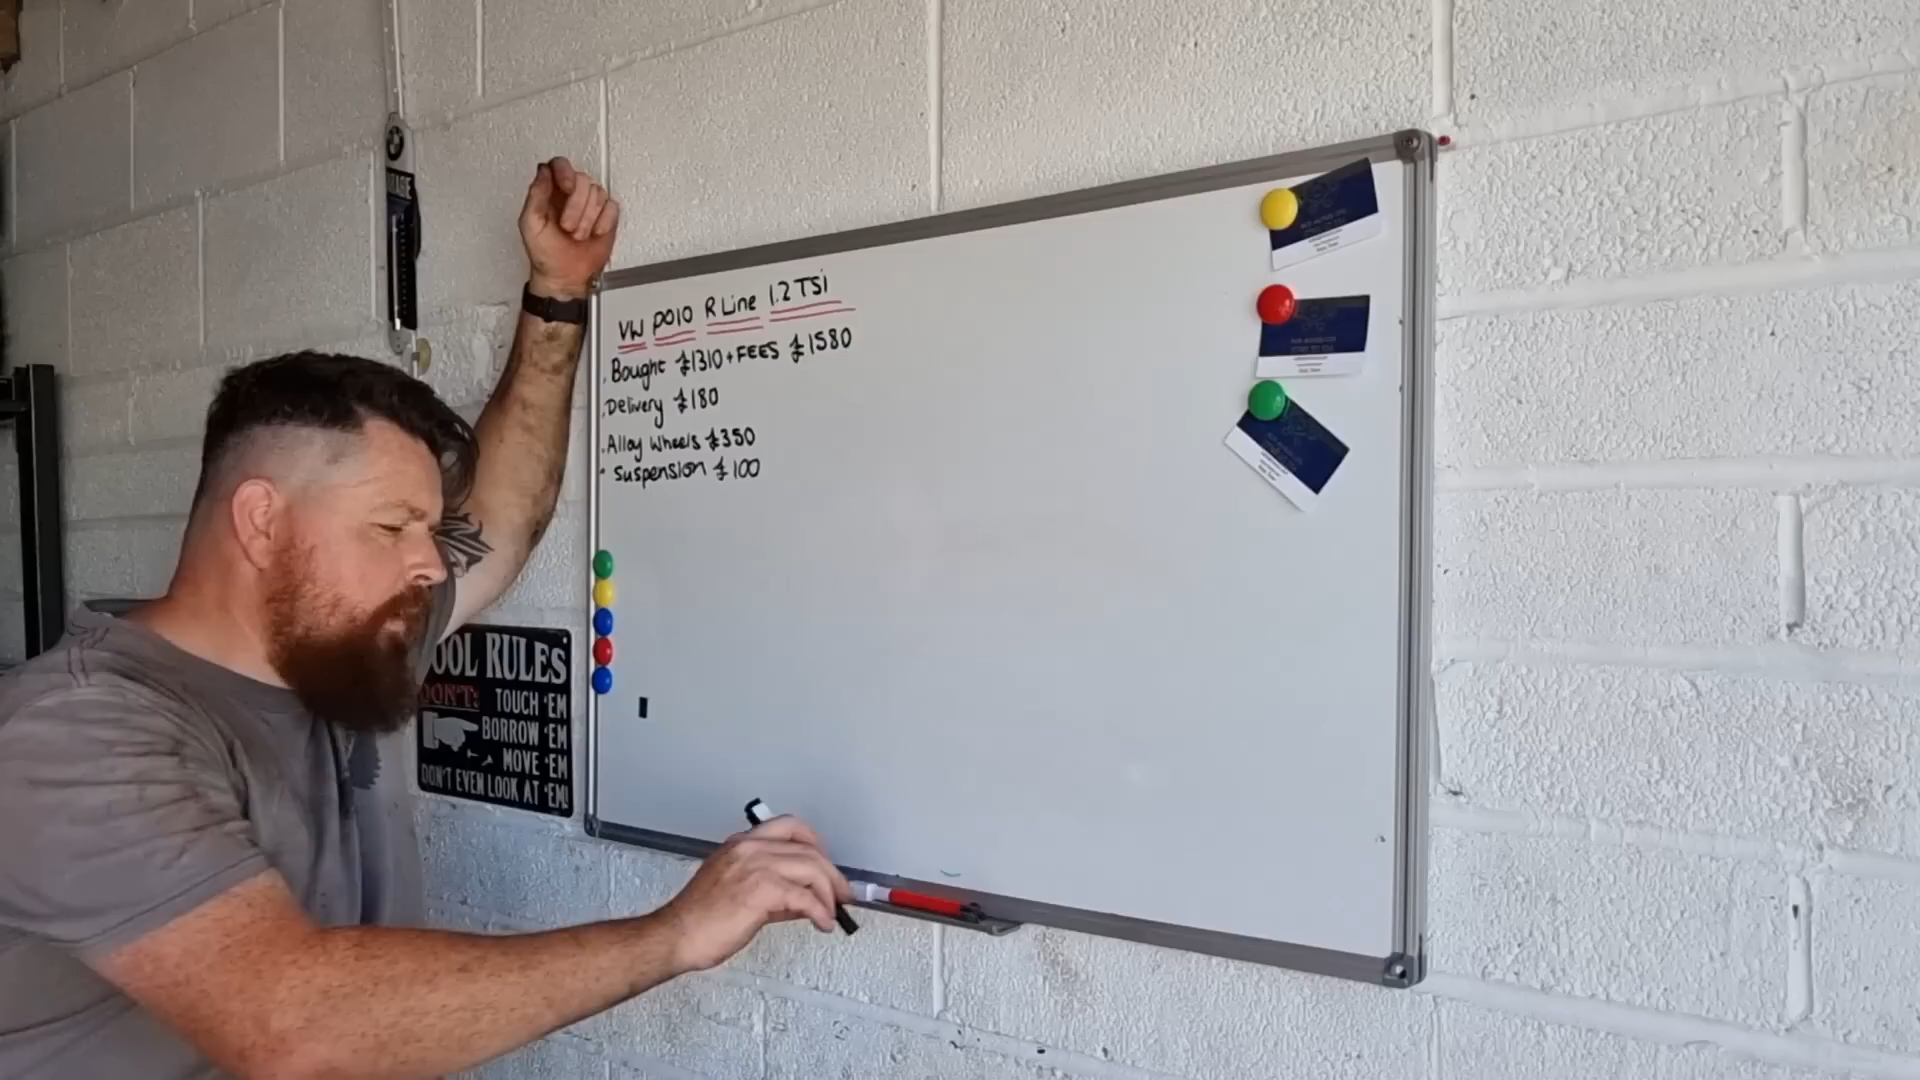 VW POlO R Line 1.2 TSi
. Bought £1310 + FEES £1580
. Delivery £180
. Alloy Wheels £350
• Suspension £100
OOL RULES
DON'T: TOUCH 'EM
BORROW 'EM
MOVE 'EM
DON'T EVEN LOOK AT 'EM!